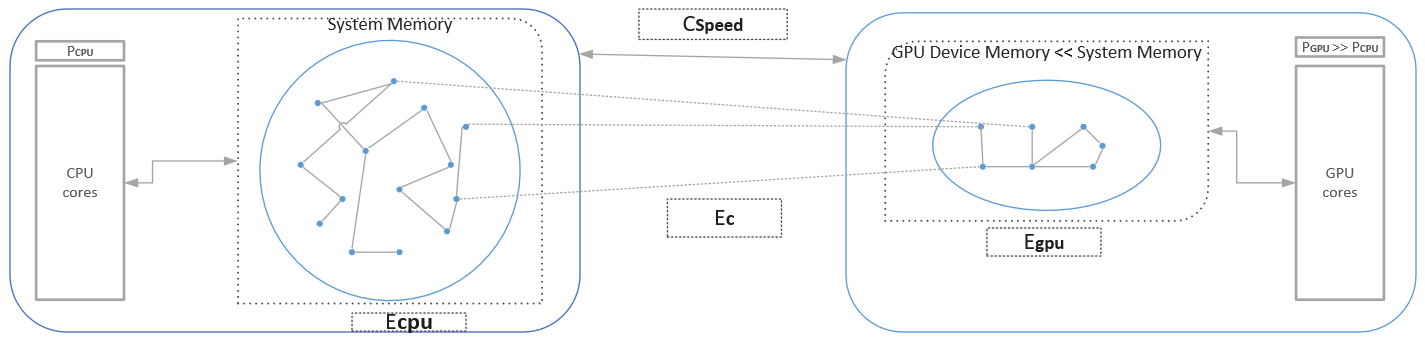 System Memory
CSpeed
PCPU
PGPU >> PCPU
GPU Device Memory << System Memory
CPU
cores
GPU
cores
Ec
Egpu
Ecpu